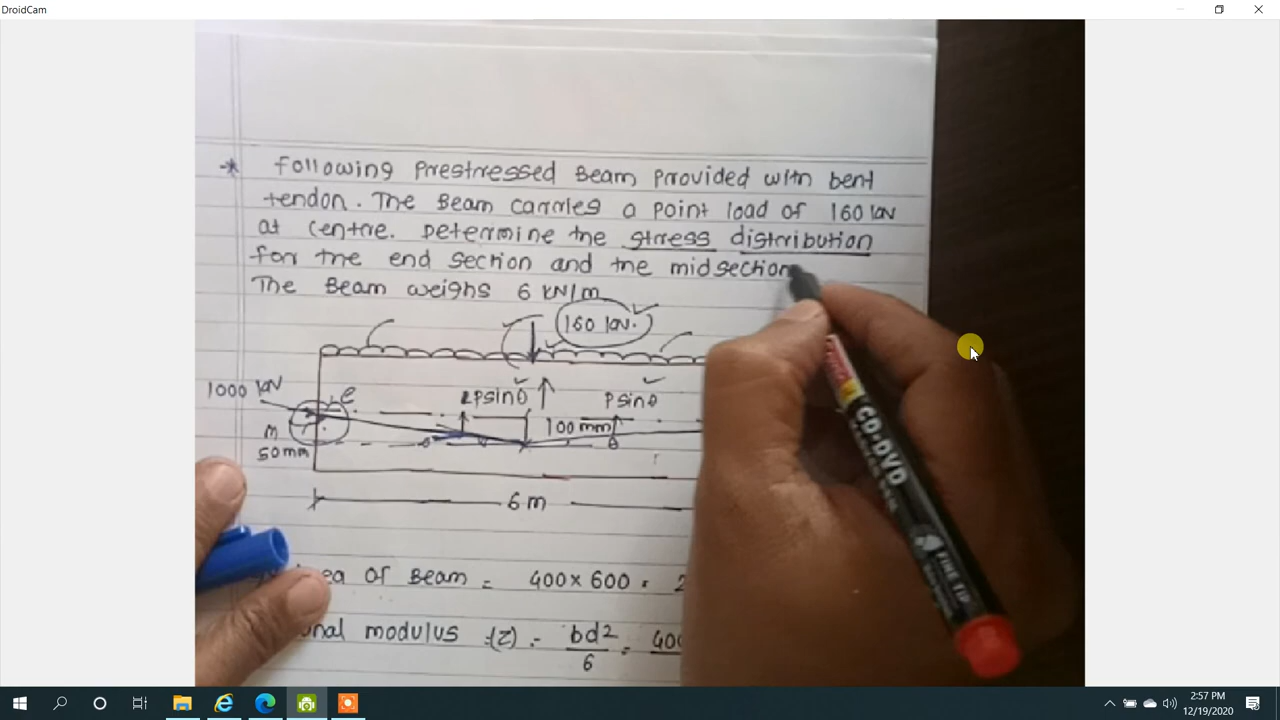 DroidCam
* Following Prestressed Beam provided with bent
tendon. The Beam carries a point load of 160 kN
at centre. Determine the stress distribution
for the end section and the midsection
The Beam weighs 6 kN/m
160 kN.
1000 kN
e
2PSinθ
PSinθ
100 mm
50mm
6 m
Of Beam = 400 × 600 =
modulus (Z) = bd²
6
CD-DVD
FINE TIP
2:57 PM
12/19/2020